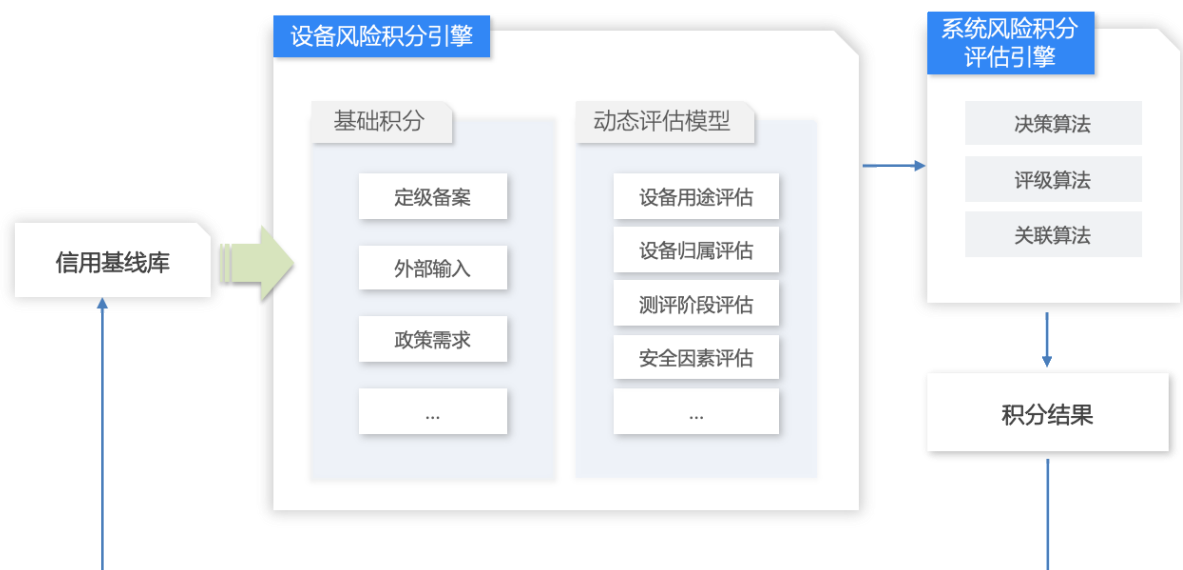 信用基线库
设备风险积分引擎
基础积分
定级备案
外部输入
政策需求
...
动态评估模型
设备用途评估
设备归属评估
测评阶段评估
安全因素评估
...
系统风险积分
评估引擎
决策算法
评级算法
关联算法
积分结果